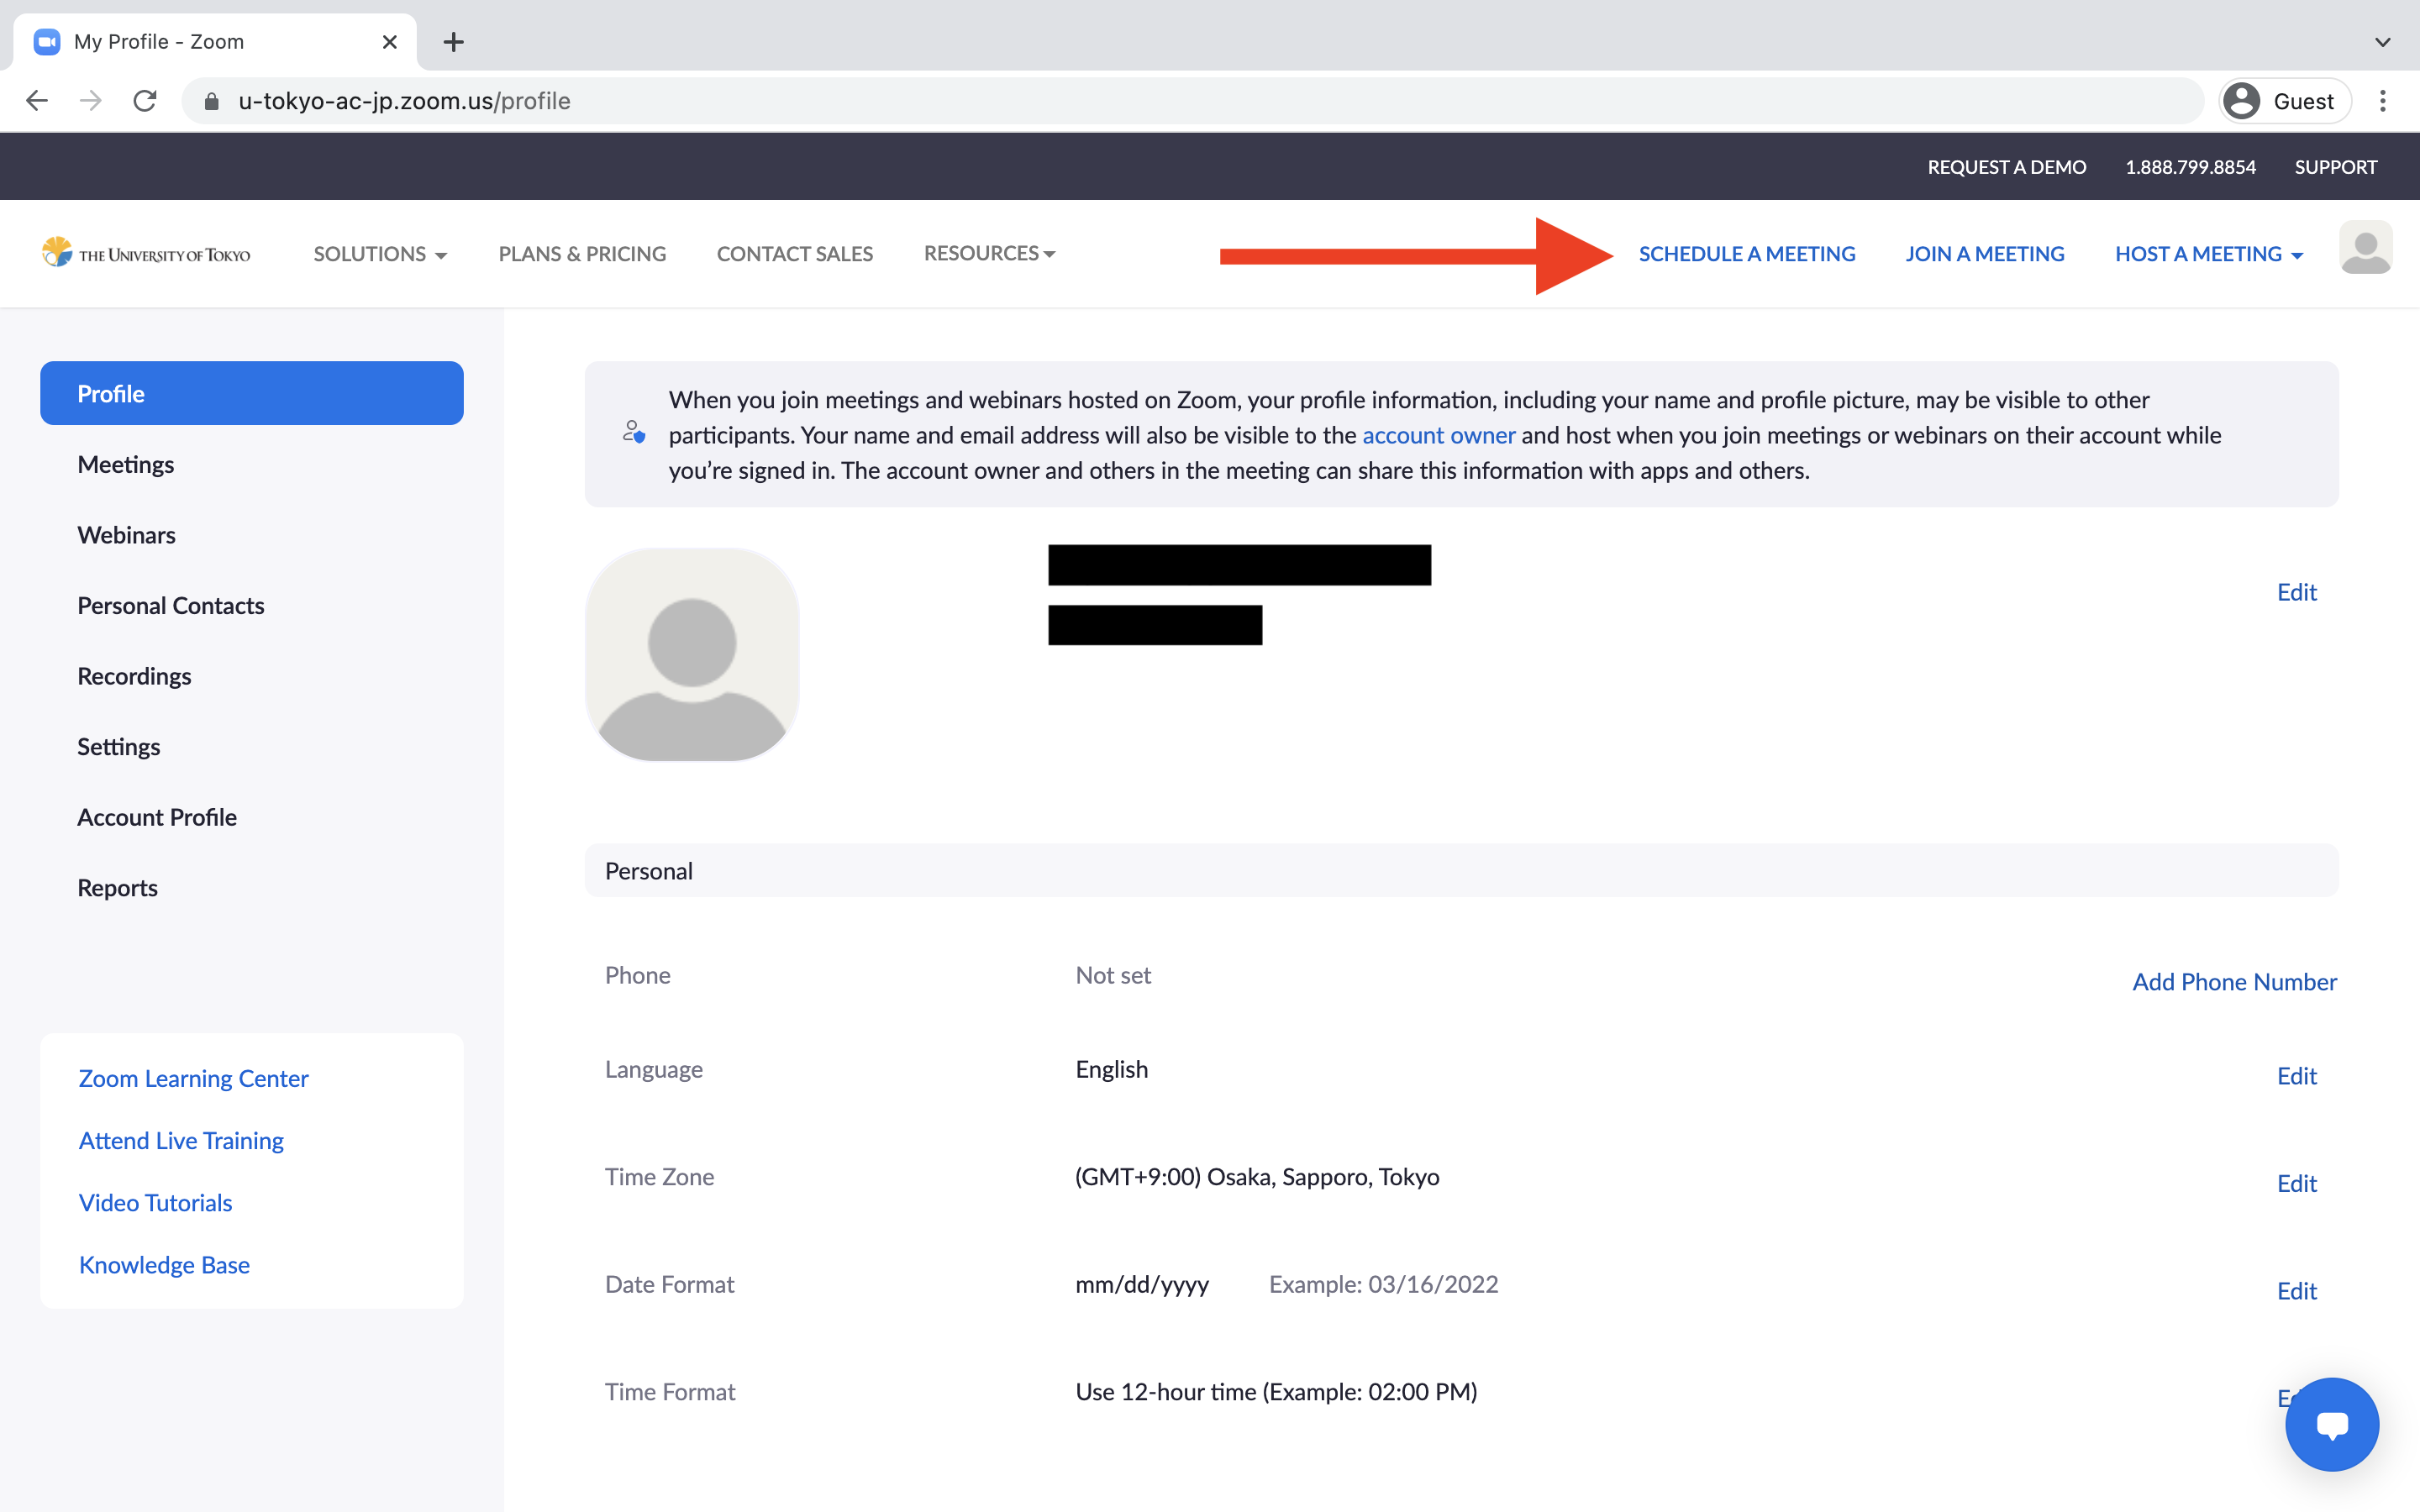 My Profile - Zoom
u-tokyo-ac-jp.zoom.us/profile
Guest
REQUEST A DEMO 1.888.799.8854 SUPPORT
THE UNIVERSITY OF TOKYO SOLUTIONS PLANS & PRICING CONTACT SALES RESOURCES SCHEDULE A MEETING JOIN A MEETING HOST A MEETING
Profile
Meetings
Webinars
Personal Contacts
Recordings
Settings
Account Profile
Reports
Zoom Learning Center
Attend Live Training
Video Tutorials
Knowledge Base
When you join meetings and webinars hosted on Zoom, your profile information, including your name and profile picture, may be visible to other
participants. Your name and email address will also be visible to the account owner and host when you join meetings or webinars on their account while
you’re signed in. The account owner and others in the meeting can share this information with apps and others.
Edit
Personal
Phone Not set Add Phone Number
Language English Edit
Time Zone (GMT+9:00) Osaka, Sapporo, Tokyo Edit
Date Format mm/dd/yyyy Example: 03/16/2022 Edit
Time Format Use 12-hour time (Example: 02:00 PM)